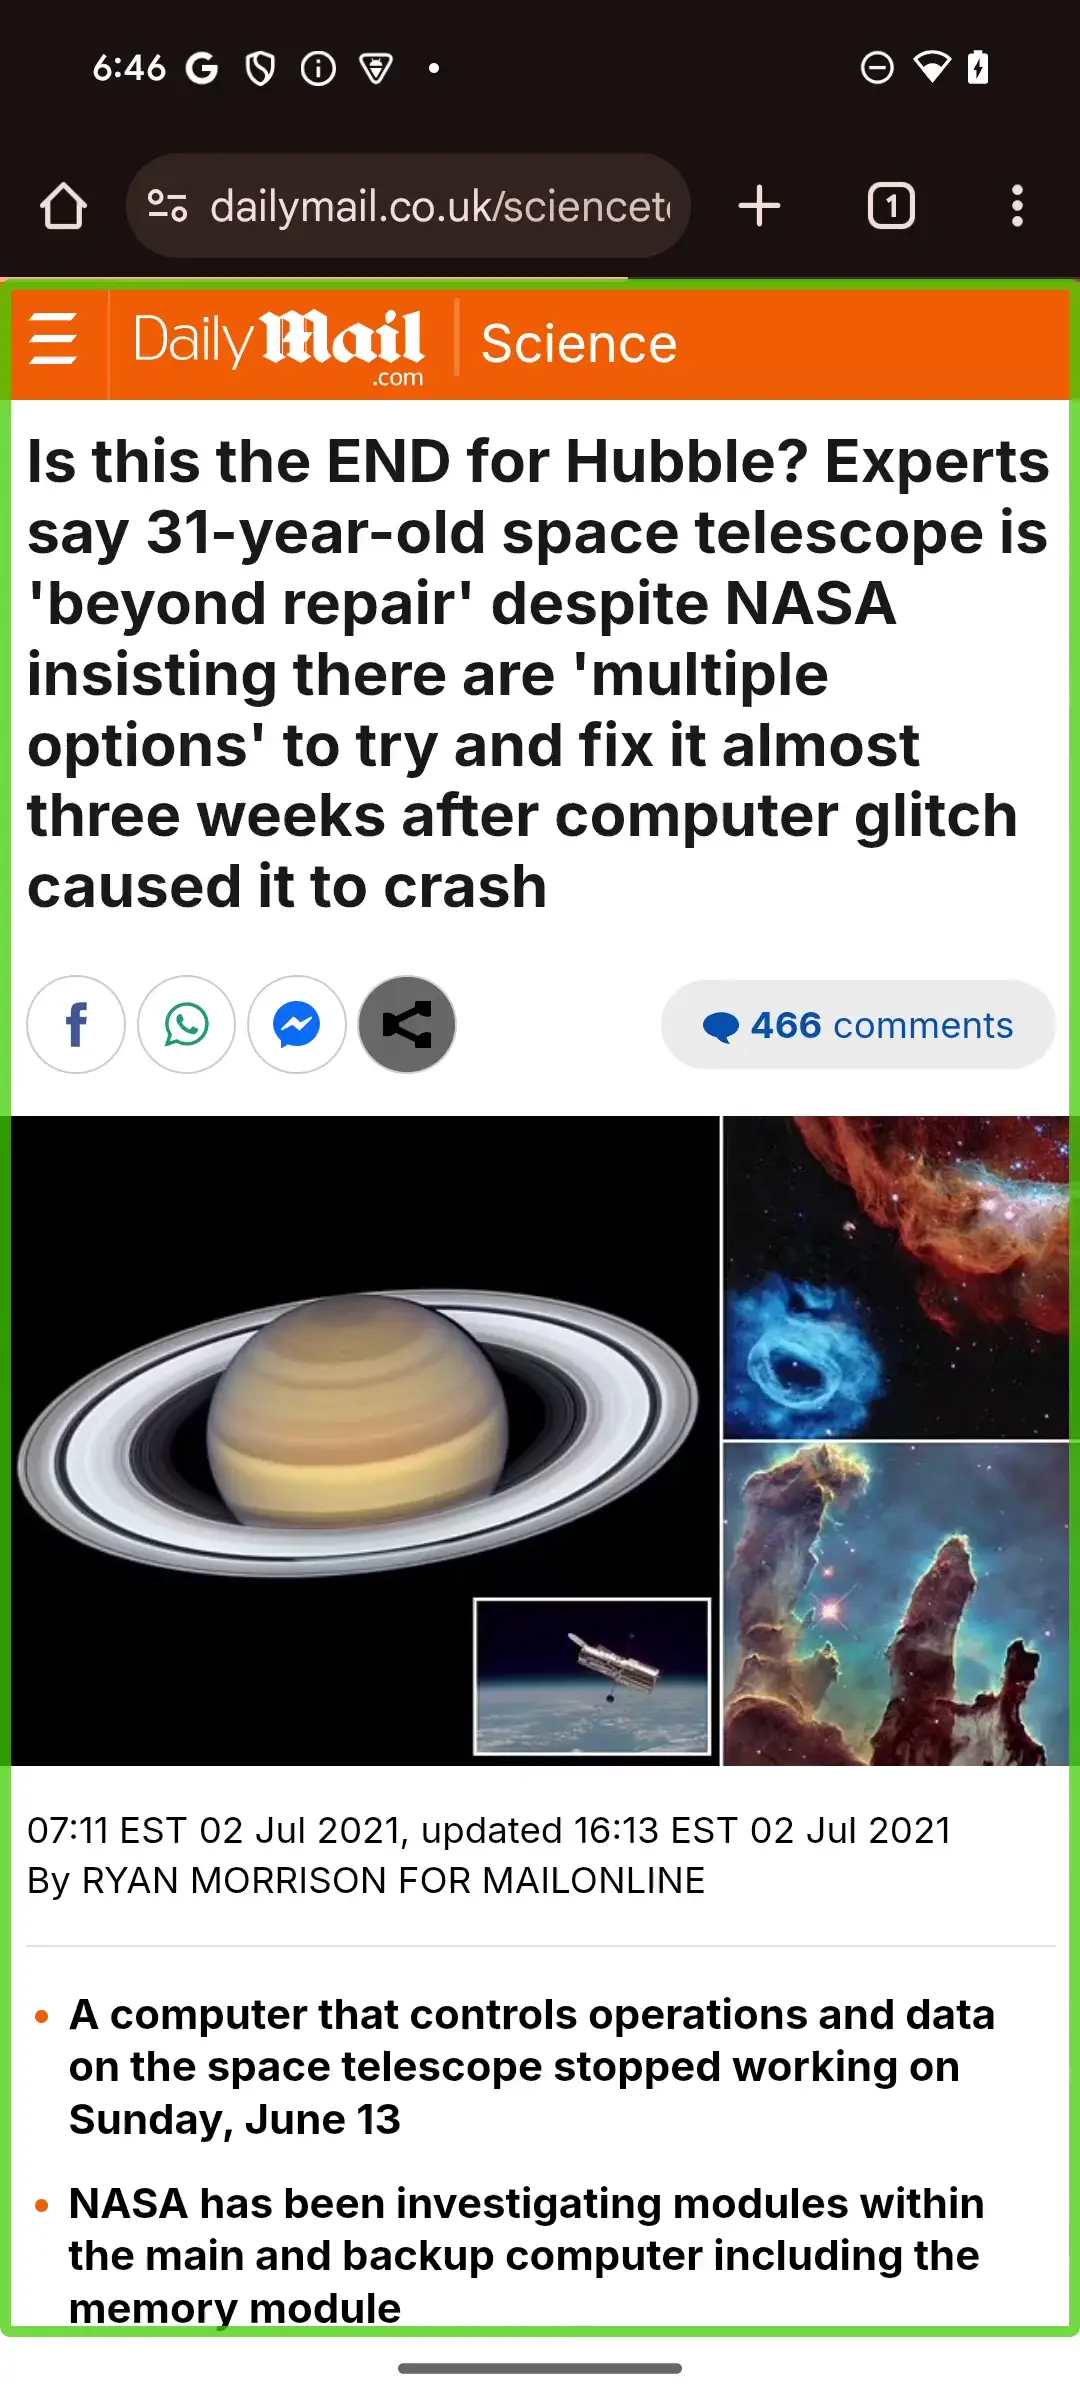 6:46
dailymail.co.uk/sciencet
1
Daily Mail
.com
Science
Is this the END for Hubble? Experts
say 31-year-old space telescope is
'beyond repair' despite NASA
insisting there are 'multiple
options' to try and fix it almost
three weeks after computer glitch
caused it to crash
466 comments
07:11 EST 02 Jul 2021, updated 16:13 EST 02 Jul 2021
By RYAN MORRISON FOR MAILONLINE
• A computer that controls operations and data
on the space telescope stopped working on
Sunday, June 13
• NASA has been investigating modules within
the main and backup computer including the
memory module